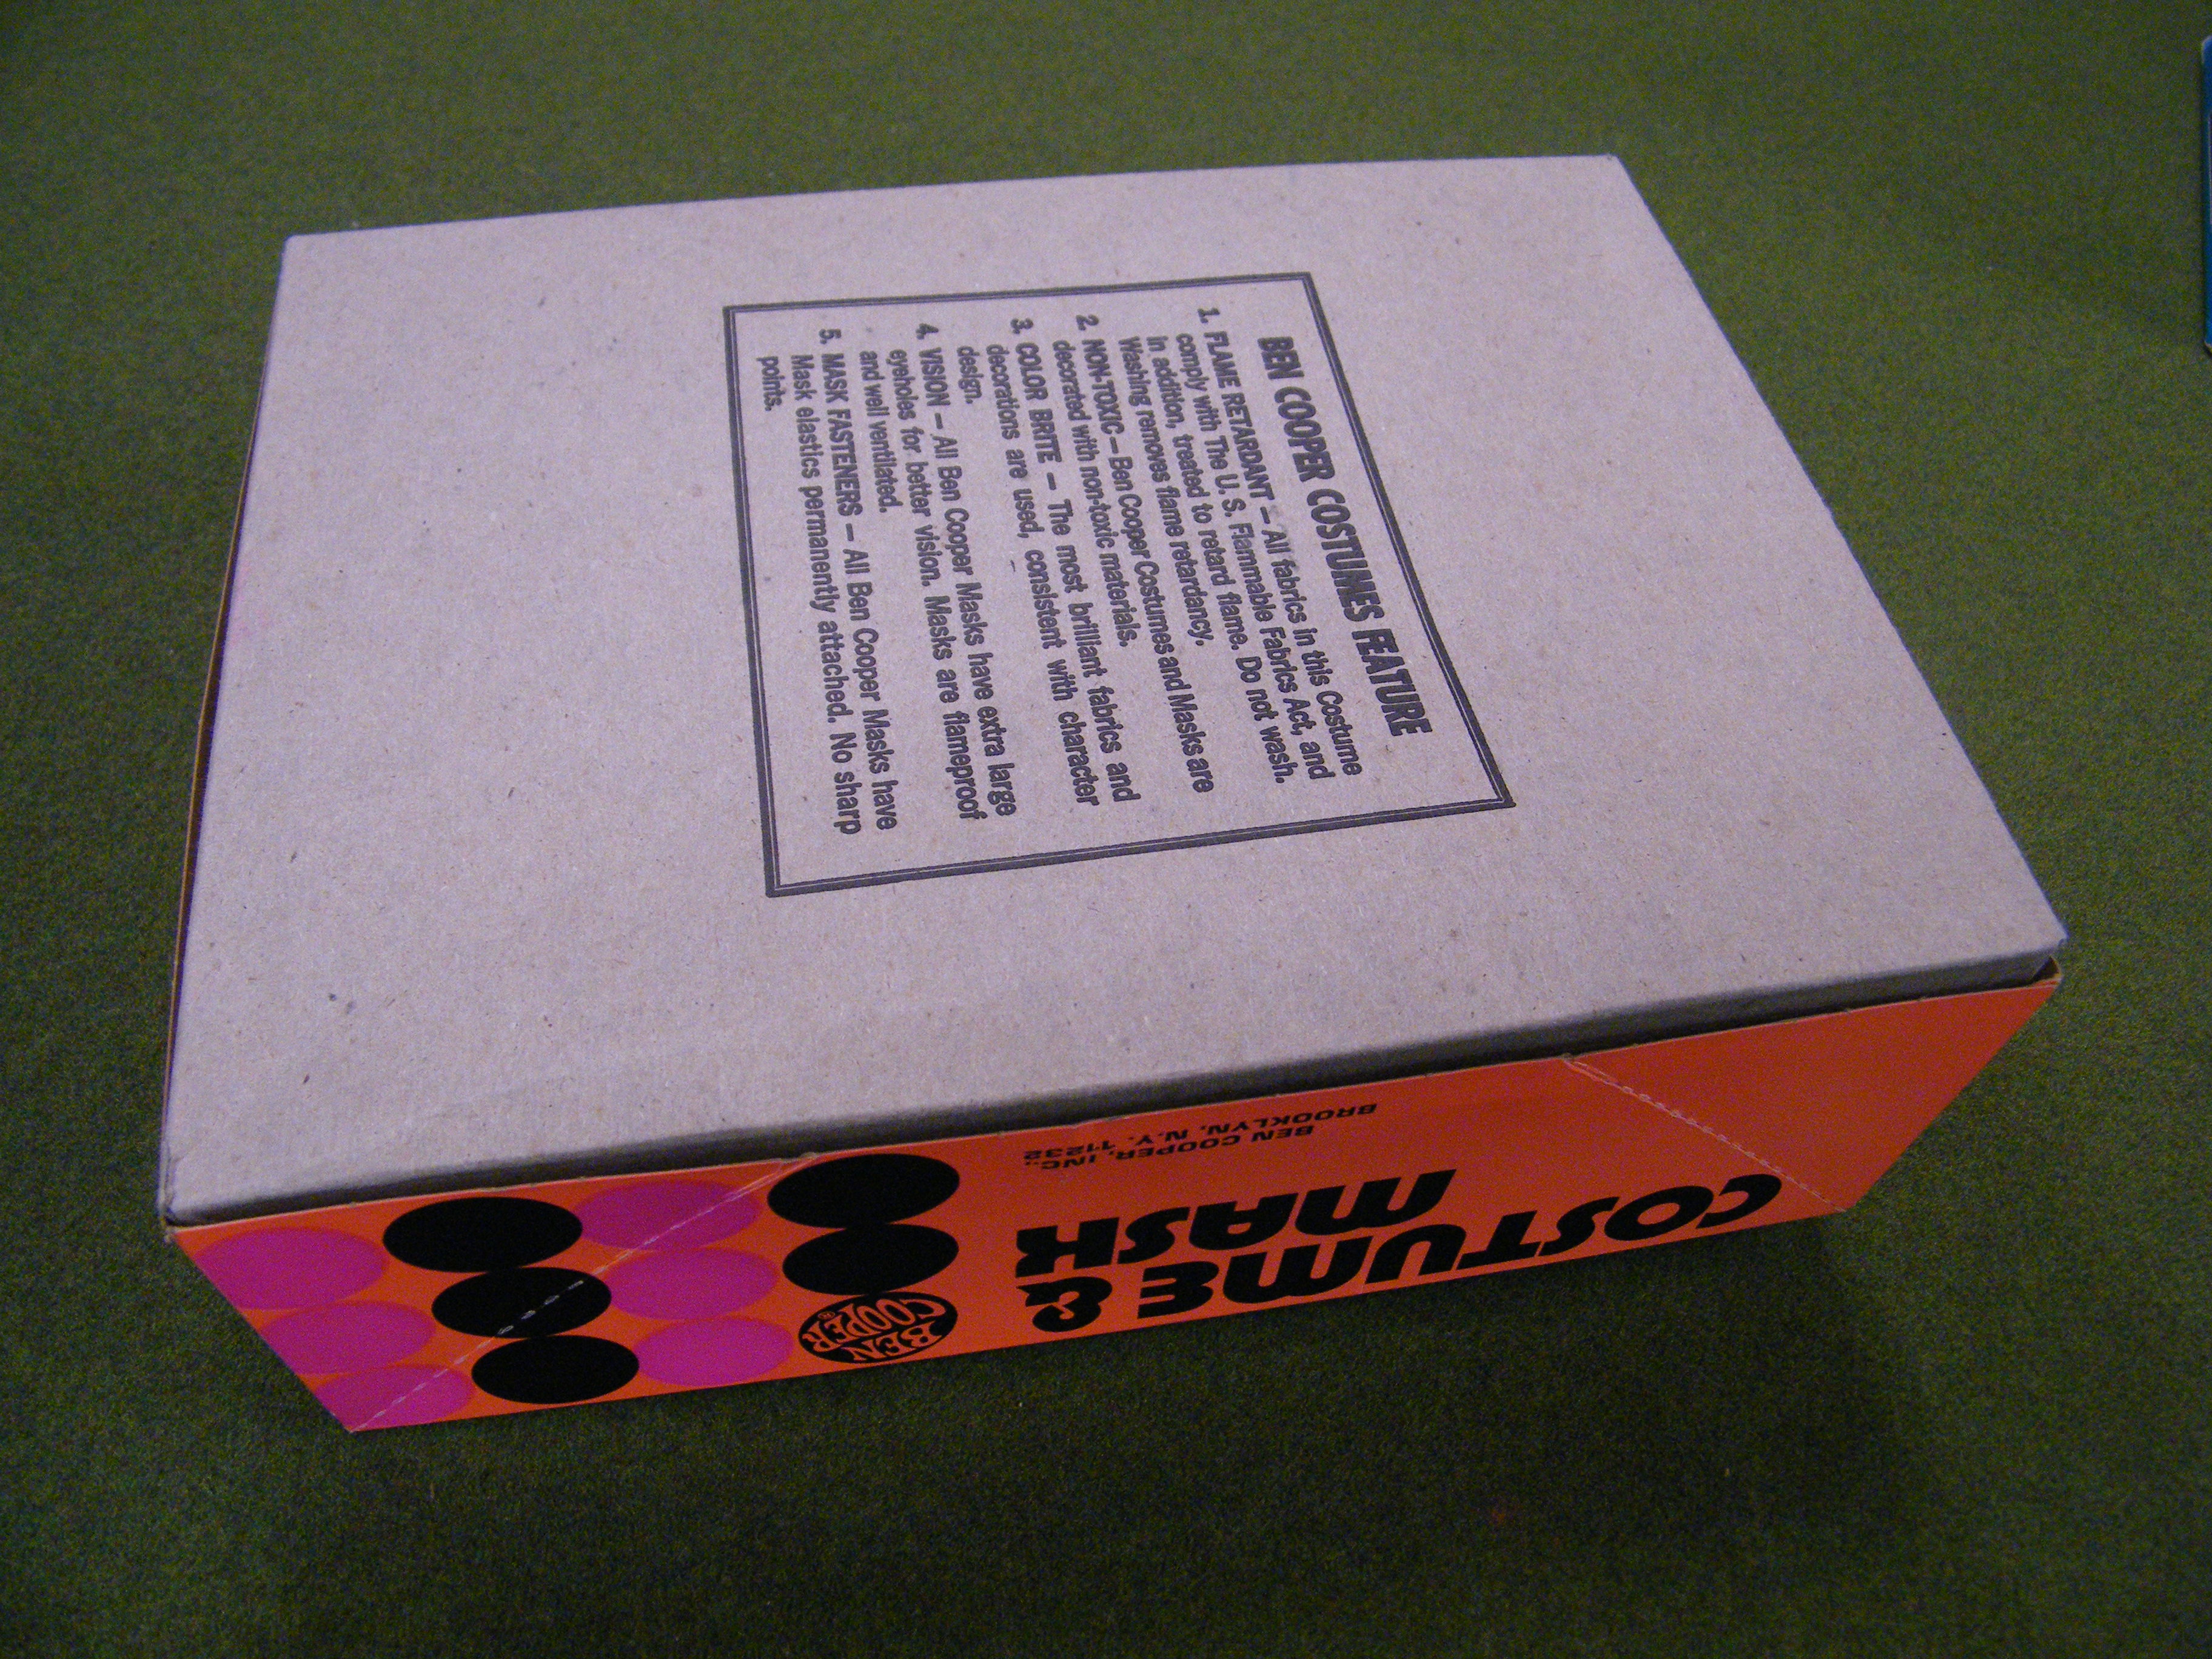 BEN COOPER COSTUMES FEATURE
1. FLAME RETARDANT – All fabrics in this Costume
comply with The U. S. Flammable Fabrics Act, and
in addition, treated to retard flame. Do not wash.
Washing removes flame retardancy.
2. NON-TOXIC – Ben Cooper Costumes and Masks are
decorated with non-toxic materials.
3. COLOR BRITE – The most brilliant fabrics and
decorations are used, consistent with character
design.
4. VISION – All Ben Cooper Masks have extra large
eyeholes for better vision. Masks are flameproof
and well ventilated.
5. MASK FASTENERS – All Ben Cooper Masks have
Mask elastics permanently attached. No sharp
points.
COSTUME &
MASK
BEN COOPER, INC.,
BROOKLYN, N.Y. 11232
BEN
COOPER®